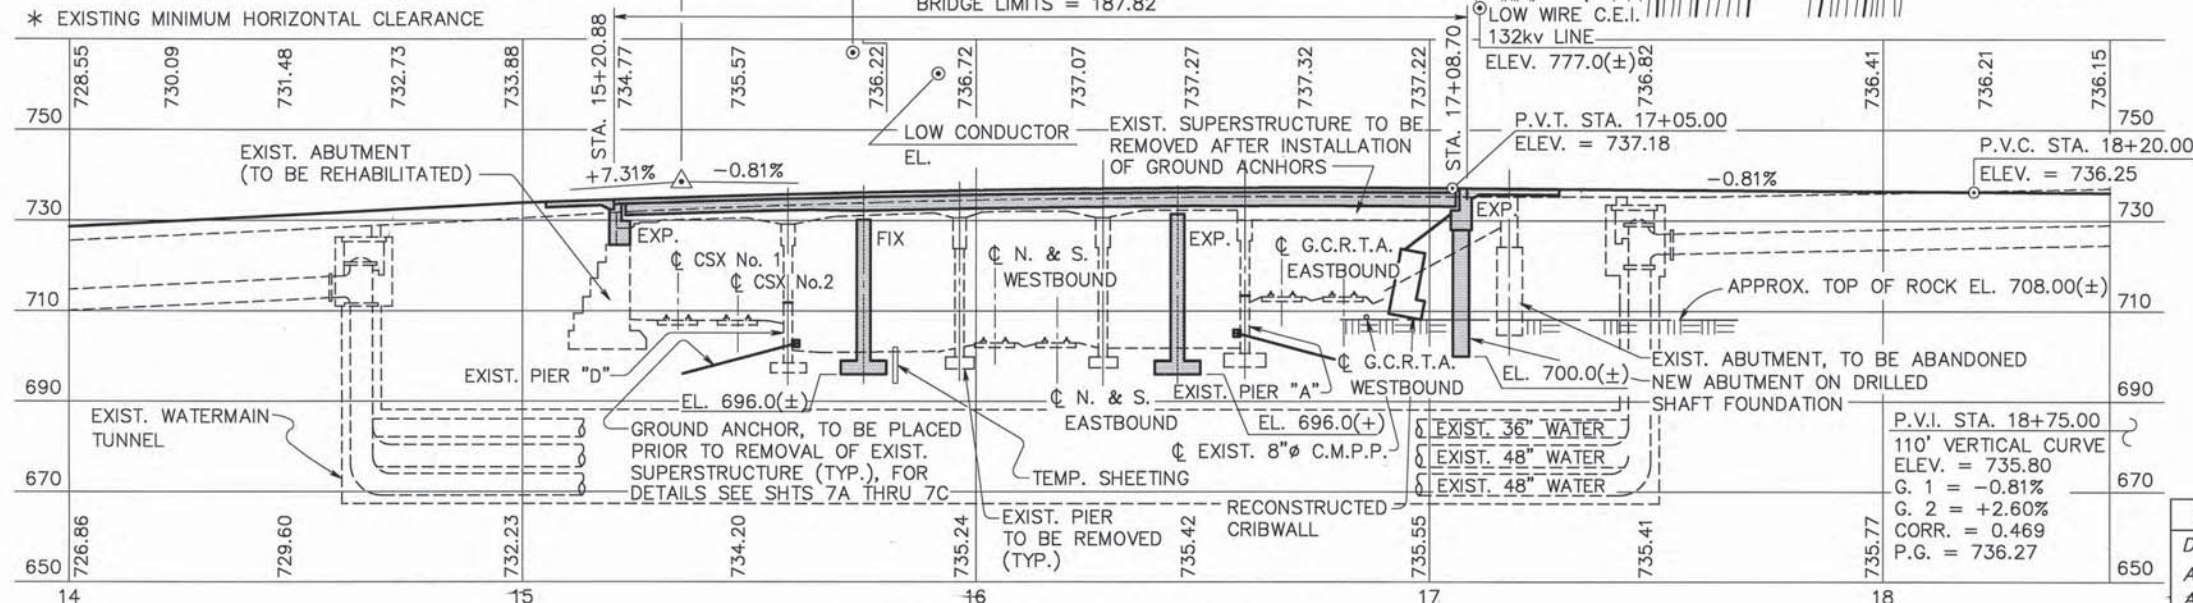 * EXISTING MINIMUM HORIZONTAL CLEARANCE
BRIDGE LIMITS = 187.82'
LOW WIRE C.E.I.
132kv LINE
ELEV. 777.0(±)
728.55
730.09
731.48
732.73
733.88
STA. 15+20.88
734.77
735.57
736.22
736.72
737.07
737.27
737.32
737.22
STA. 17+08.70
736.82
736.41
736.21
736.15
750
750
LOW CONDUCTOR
EL.
EXIST. SUPERSTRUCTURE TO BE
REMOVED AFTER INSTALLATION
OF GROUND ACNHORS
P.V.T. STA. 17+05.00
ELEV. = 737.18
P.V.C. STA. 18+20.00
ELEV. = 736.25
EXIST. ABUTMENT
(TO BE REHABILITATED)
+7.31%
-0.81%
-0.81%
730
730
EXP.
FIX
EXP.
EXP.
℄ CSX No. 1
℄ CSX No.2
℄ N. & S.
WESTBOUND
℄ G.C.R.T.A.
EASTBOUND
710
710
APPROX. TOP OF ROCK EL. 708.00(±)
EXIST. PIER "D"
EL. 696.0(±)
℄ N. & S.
EASTBOUND
EXIST. PIER "A"
℄ G.C.R.T.A.
WESTBOUND
EL. 700.0(±)
EXIST. ABUTMENT, TO BE ABANDONED
NEW ABUTMENT ON DRILLED
SHAFT FOUNDATION
690
690
EXIST. WATERMAIN
TUNNEL
GROUND ANCHOR, TO BE PLACED
PRIOR TO REMOVAL OF EXIST.
SUPERSTRUCTURE (TYP.), FOR
DETAILS SEE SHTS 7A THRU 7C
EL. 696.0(+)
℄ EXIST. 8"ø C.M.P.P.
EXIST. 36" WATER
EXIST. 48" WATER
EXIST. 48" WATER
TEMP. SHEETING
P.V.I. STA. 18+75.00
110' VERTICAL CURVE
ELEV. = 735.80
G. 1 = -0.81%
G. 2 = +2.60%
CORR. = 0.469
P.G. = 736.27
670
670
EXIST. PIER
TO BE REMOVED
(TYP.)
RECONSTRUCTED
CRIBWALL
726.86
729.60
732.23
734.20
735.24
735.42
735.55
735.41
735.77
650
650
14
15
16
17
18